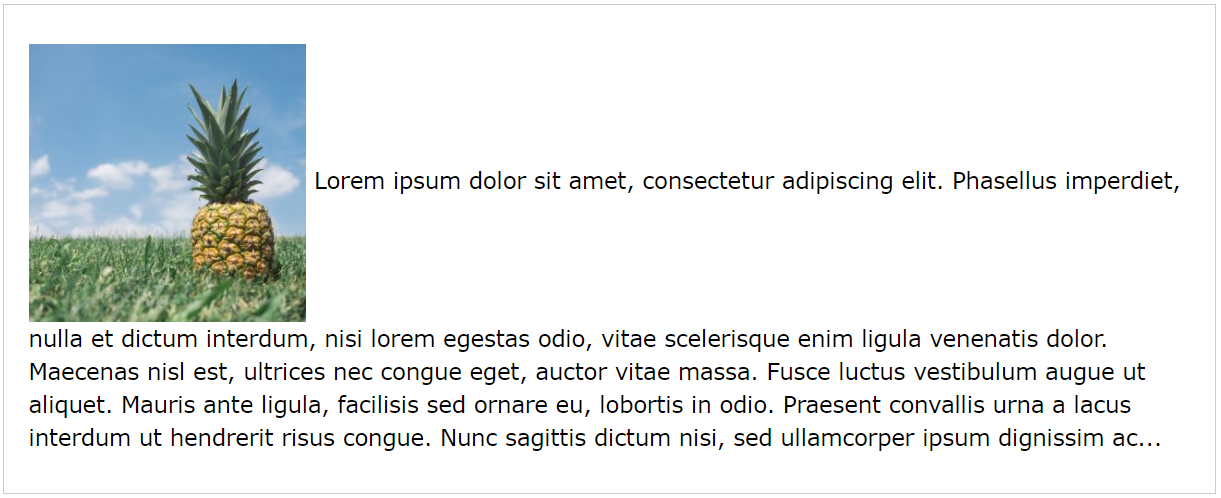 Lorem ipsum dolor sit amet, consectetur adipiscing elit. Phasellus imperdiet,
nulla et dictum interdum, nisi lorem egestas odio, vitae scelerisque enim ligula venenatis dolor.
Maecenas nisl est, ultrices nec congue eget, auctor vitae massa. Fusce luctus vestibulum augue ut
aliquet. Mauris ante ligula, facilisis sed ornare eu, lobortis in odio. Praesent convallis urna a lacus
interdum ut hendrerit risus congue. Nunc sagittis dictum nisi, sed ullamcorper ipsum dignissim ac...